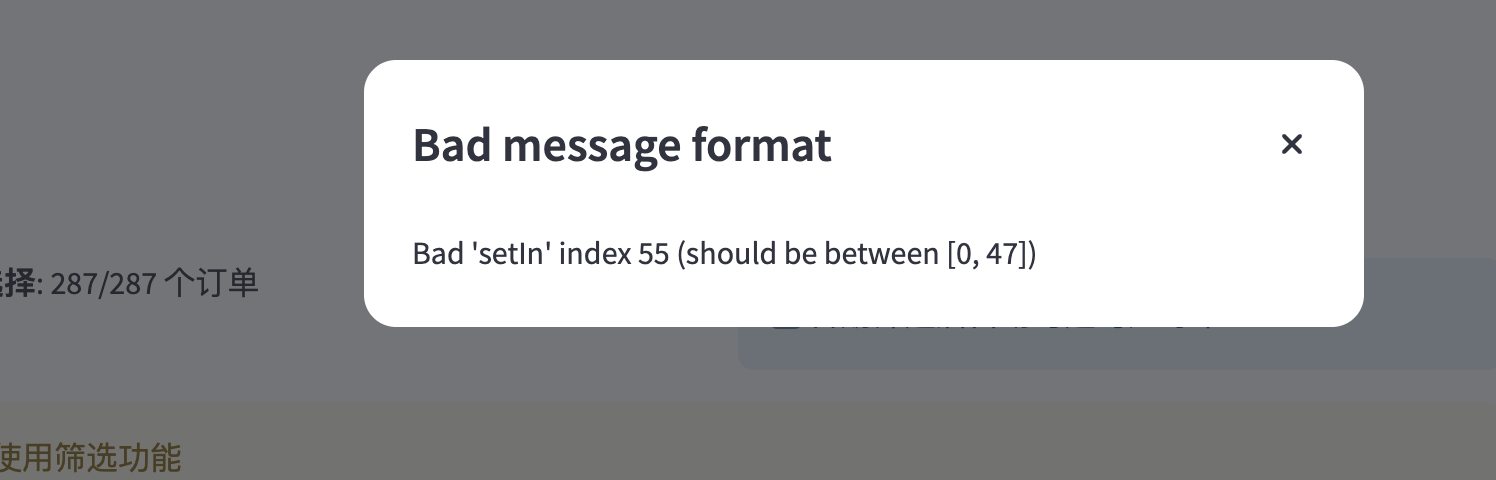 Bad message format
Bad 'setIn' index 55 (should be between [0, 47])
择: 287/287 个订单
使用筛选功能